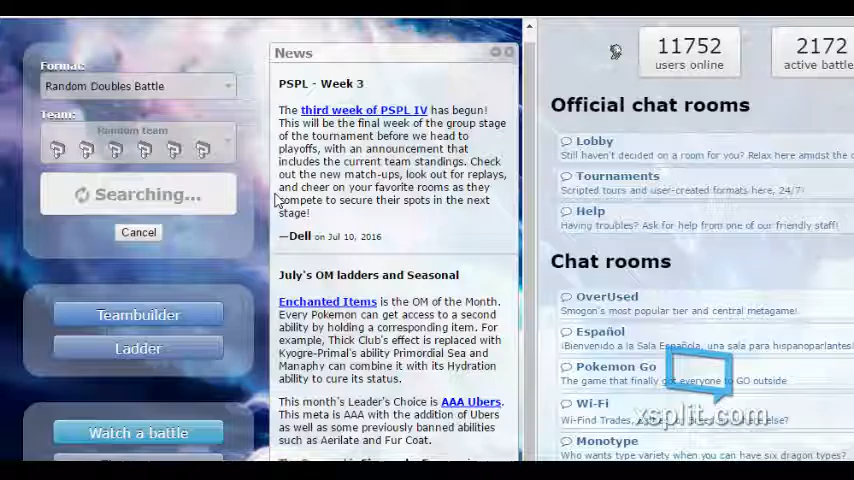 Format:
Random Doubles Battle
Team:
Random team
Searching...
Cancel
Teambuilder
Ladder
Watch a battle
News
PSPL - Week 3
The third week of PSPL IV has begun!
This will be the final week of the group stage
of the tournament before we head to
playoffs, with an announcement that
includes the current team standings. Check
out the new match-ups, look out for replays,
and cheer on your favorite rooms as they
compete to secure their spots in the next
stage!
—Dell on Jul 10, 2016
July's OM ladders and Seasonal
Enchanted Items is the OM of the Month.
Every Pokemon can get access to a second
ability by holding a corresponding item. For
example, Thick Club's effect is replaced with
Kyogre-Primal's ability Primordial Sea and
Manaphy can combine it with its Hydration
ability to cure its status.
This month's Leader's Choice is AAA Ubers.
This meta is AAA with the addition of Ubers
as well as some previously banned abilities
such as Aerilate and Fur Coat.
11752
users online
2172
active battle
Official chat rooms
Lobby
Still haven't decided on a room for you? Relax here amidst the c
Tournaments
Scripted tours and user-created formats here, 24/7!
Help
Having troubles? Ask for help from one of our friendly staff!
Chat rooms
OverUsed
Smogon's most popular tier and central metagame!
Español
¡Bienvenido a la Sala Española, una sala para hispanoparlantes!
Pokemon Go
The game that finally got everyone to GO outside
Wi-Fi
Wi-Find Trades, else?
xsplit.com
Monotype
Who wants type variety when you can have six dragon types?